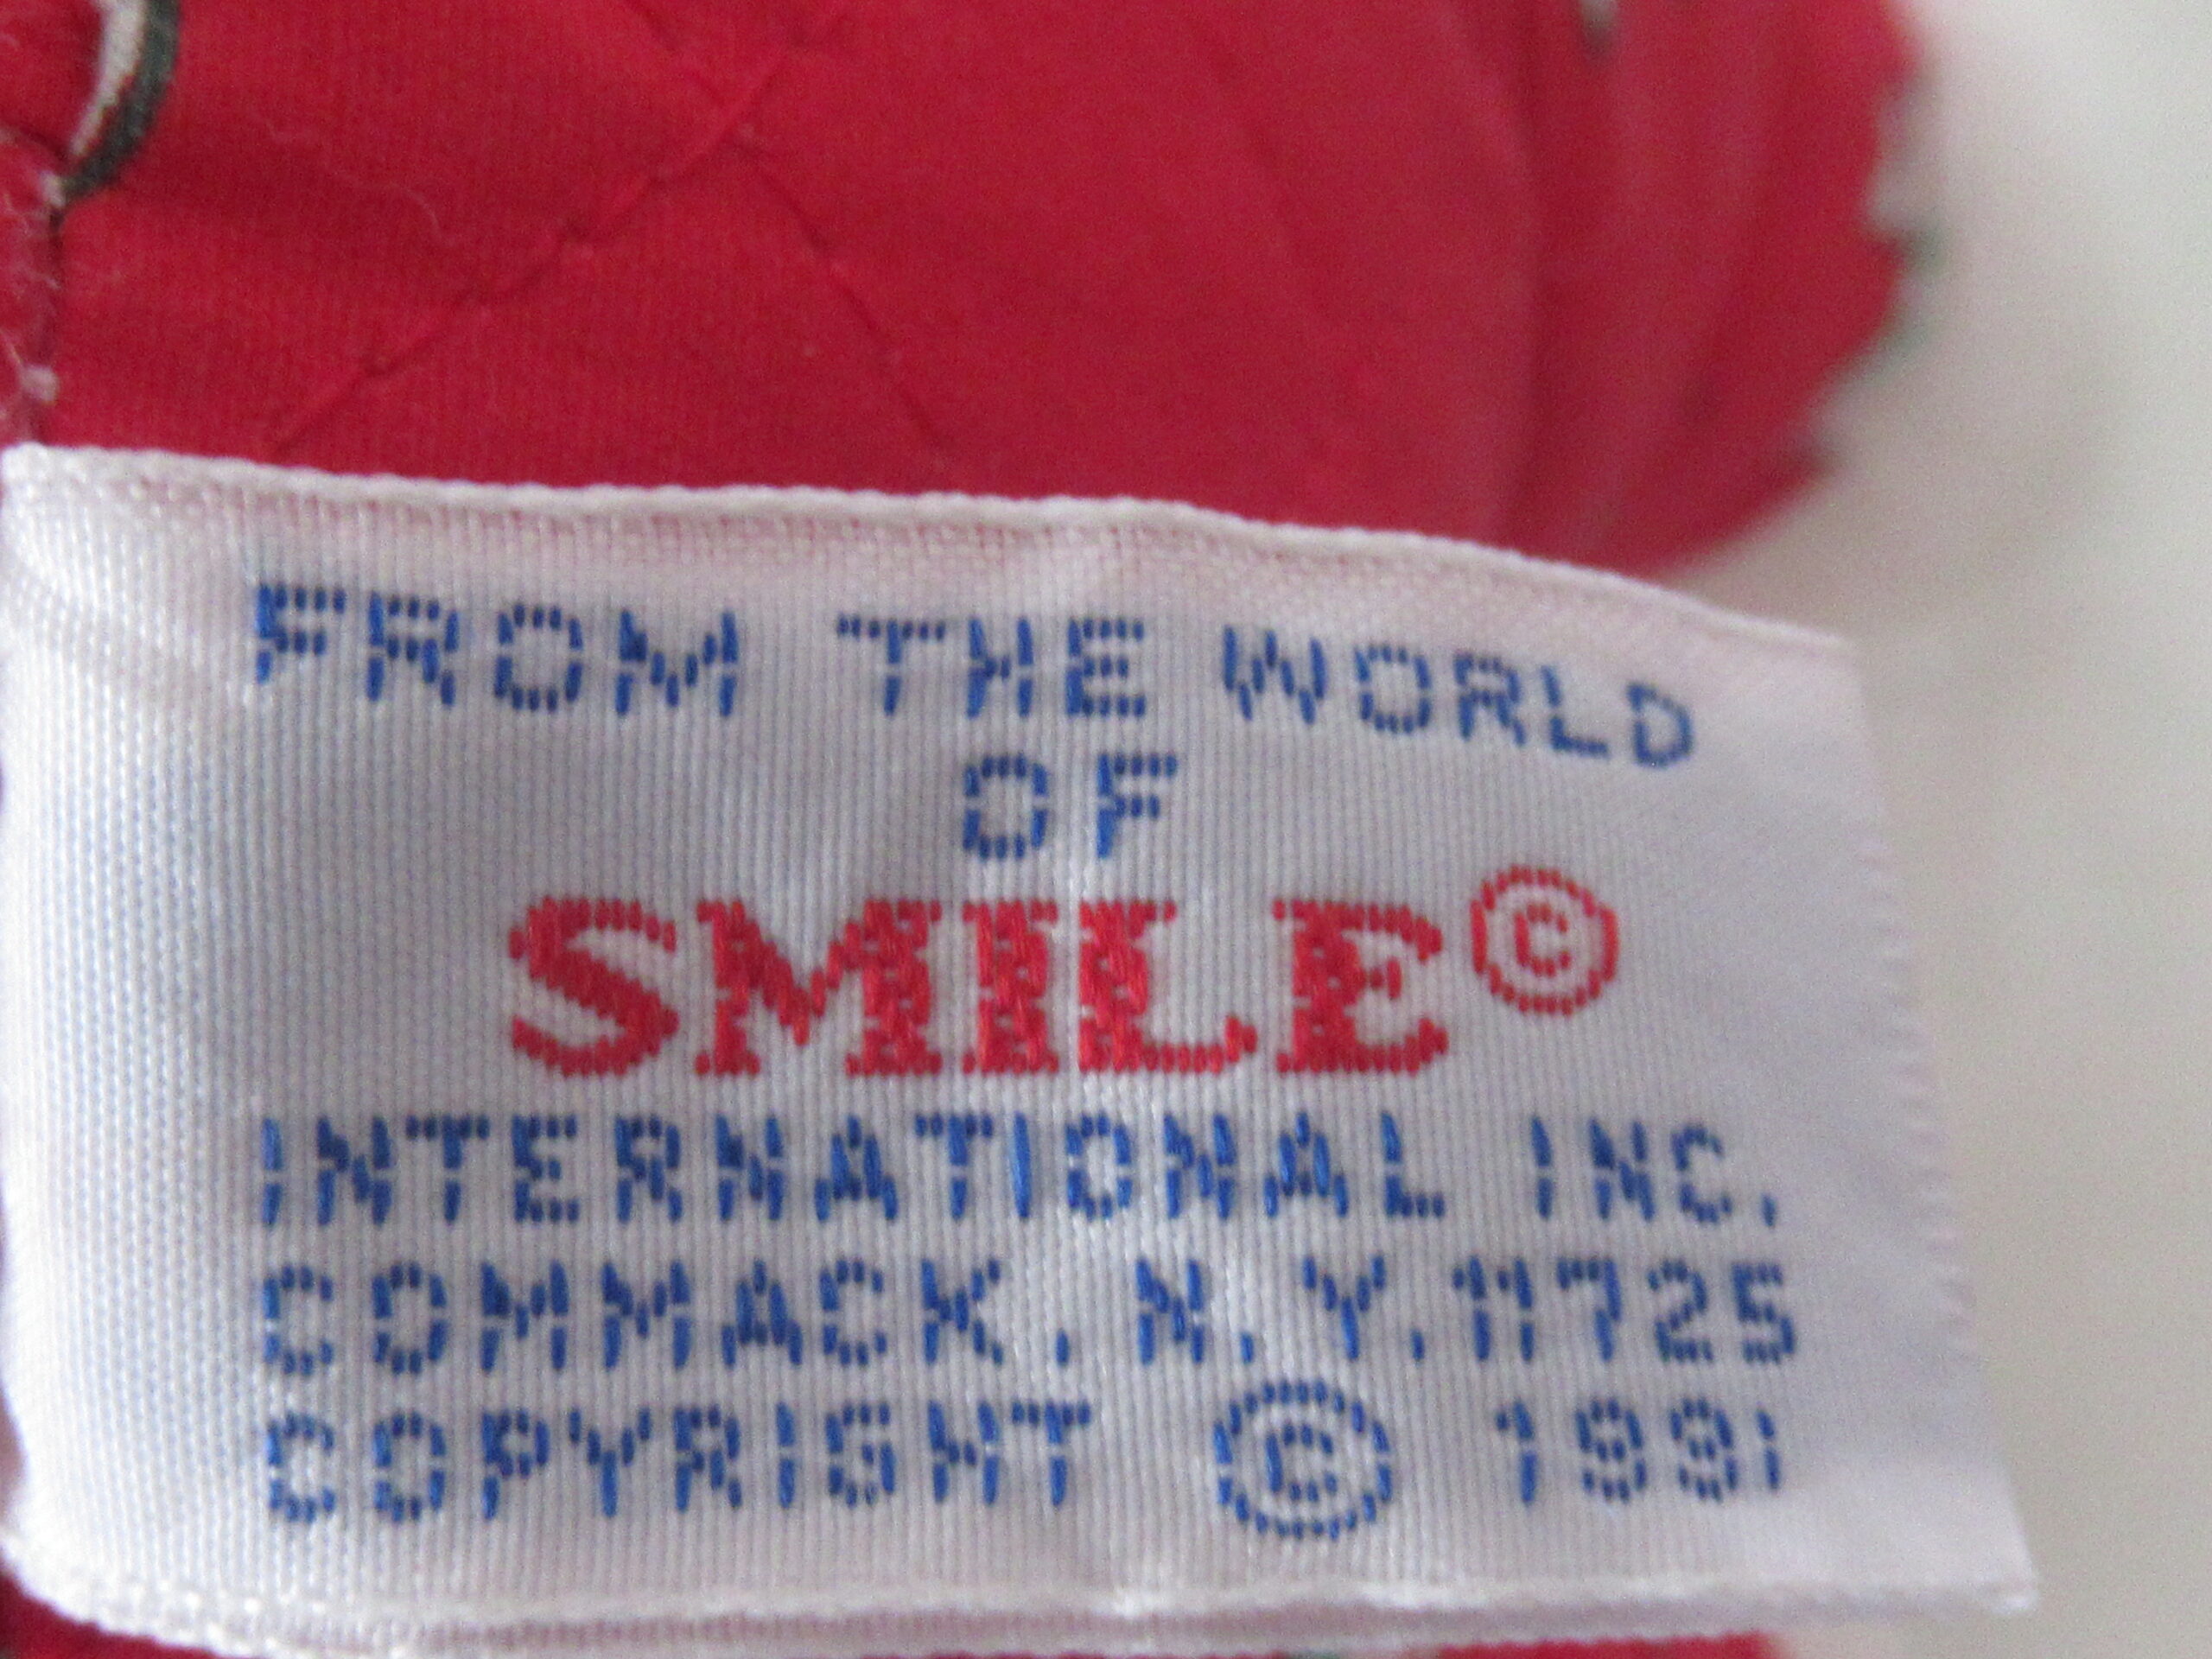 FROM THE WORLD
OF
SMILE©
INTERNATIONAL INC.
COMMACK, N.Y. 11725
COPYRIGHT © 1991